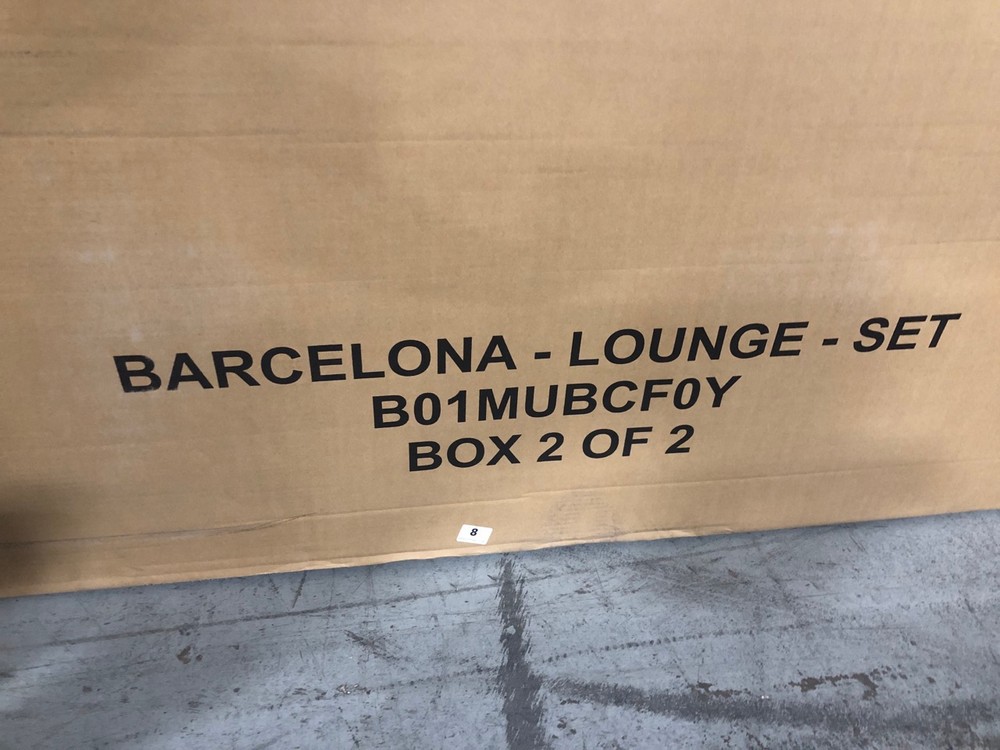 BARCELONA - LOUNGE - SET
B01MUBCF0Y
BOX 2 OF 2
8